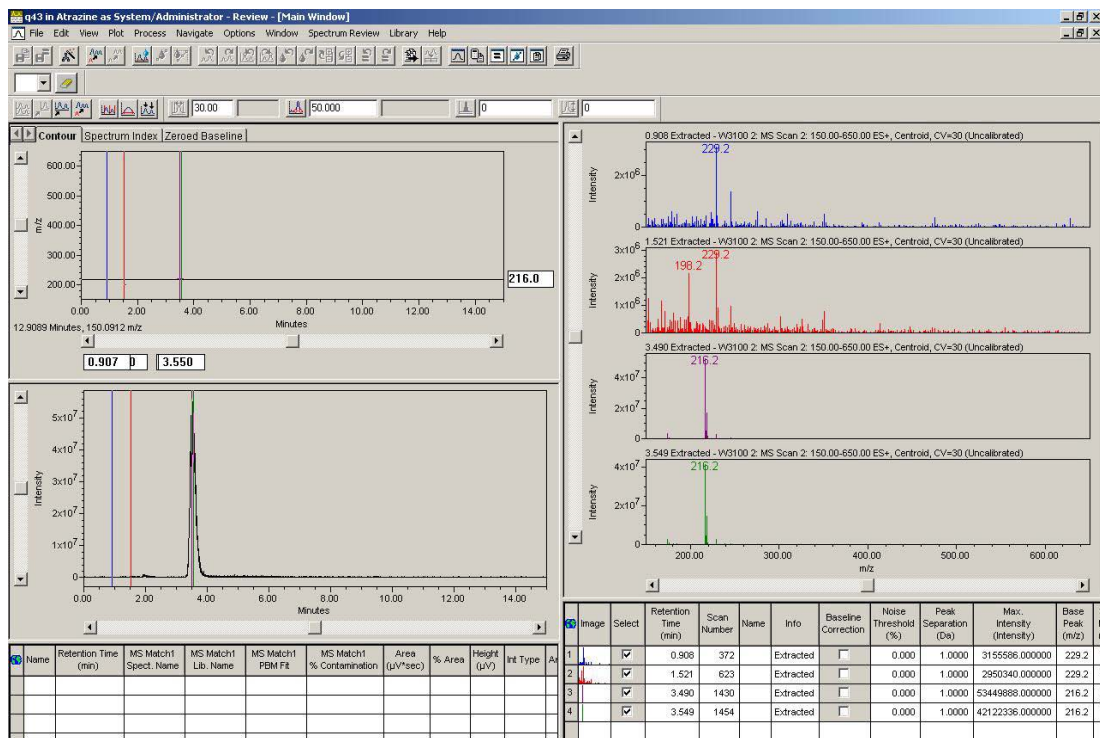 q43 in Atrazine as System/Administrator - Review - [Main Window]
File Edit View Plot Process Navigate Options Window Spectrum Review Library Help
30.00 50.000 0 0
Contour Spectrum Index Zeroed Baseline
m/z
600.00
500.00
400.00
300.00
200.00
216.0
0.00 2.00 4.00 6.00 8.00 10.00 12.00 14.00
Minutes
12.9089 Minutes, 150.0912 m/z
0.907 3.550
Intensity
5x10⁷
4x10⁷
3x10⁷
2x10⁷
1x10⁷
0
0.00 2.00 4.00 6.00 8.00 10.00 12.00 14.00
Minutes
Name Retention Time (min) MS Match1 Spect. Name MS Match1 Lib. Name MS Match1 PBM Fit MS Match1 % Contamination Area (µV*sec) % Area Height (µV) Int Type
0.908 Extracted - W3100 2: MS Scan 2: 150.00-650.00 ES+, Centroid, CV=30 (Uncalibrated)
229.2
Intensity
2x10⁶
0
1.521 Extracted - W3100 2: MS Scan 2: 150.00-650.00 ES+, Centroid, CV=30 (Uncalibrated)
229.2
198.2
Intensity
3x10⁶
2x10⁶
1x10⁶
0
3.490 Extracted - W3100 2: MS Scan 2: 150.00-650.00 ES+, Centroid, CV=30 (Uncalibrated)
216.2
Intensity
4x10⁷
2x10⁷
0
3.549 Extracted - W3100 2: MS Scan 2: 150.00-650.00 ES+, Centroid, CV=30 (Uncalibrated)
216.2
Intensity
4x10⁷
2x10⁷
0
200.00 300.00 400.00 500.00 600.00
m/z
Image Select Retention Time (min) Scan Number Name Info Baseline Correction Noise Threshold (%) Peak Separation (Da) Max. Intensity (Intensity) Base Peak (m/z)
1 0.908 372 Extracted 0.000 1.0000 3155586.000000 229.2
2 1.521 623 Extracted 0.000 1.0000 2950340.000000 229.2
3 3.490 1430 Extracted 0.000 1.0000 53449888.000000 216.2
4 3.549 1454 Extracted 0.000 1.0000 42122336.000000 216.2